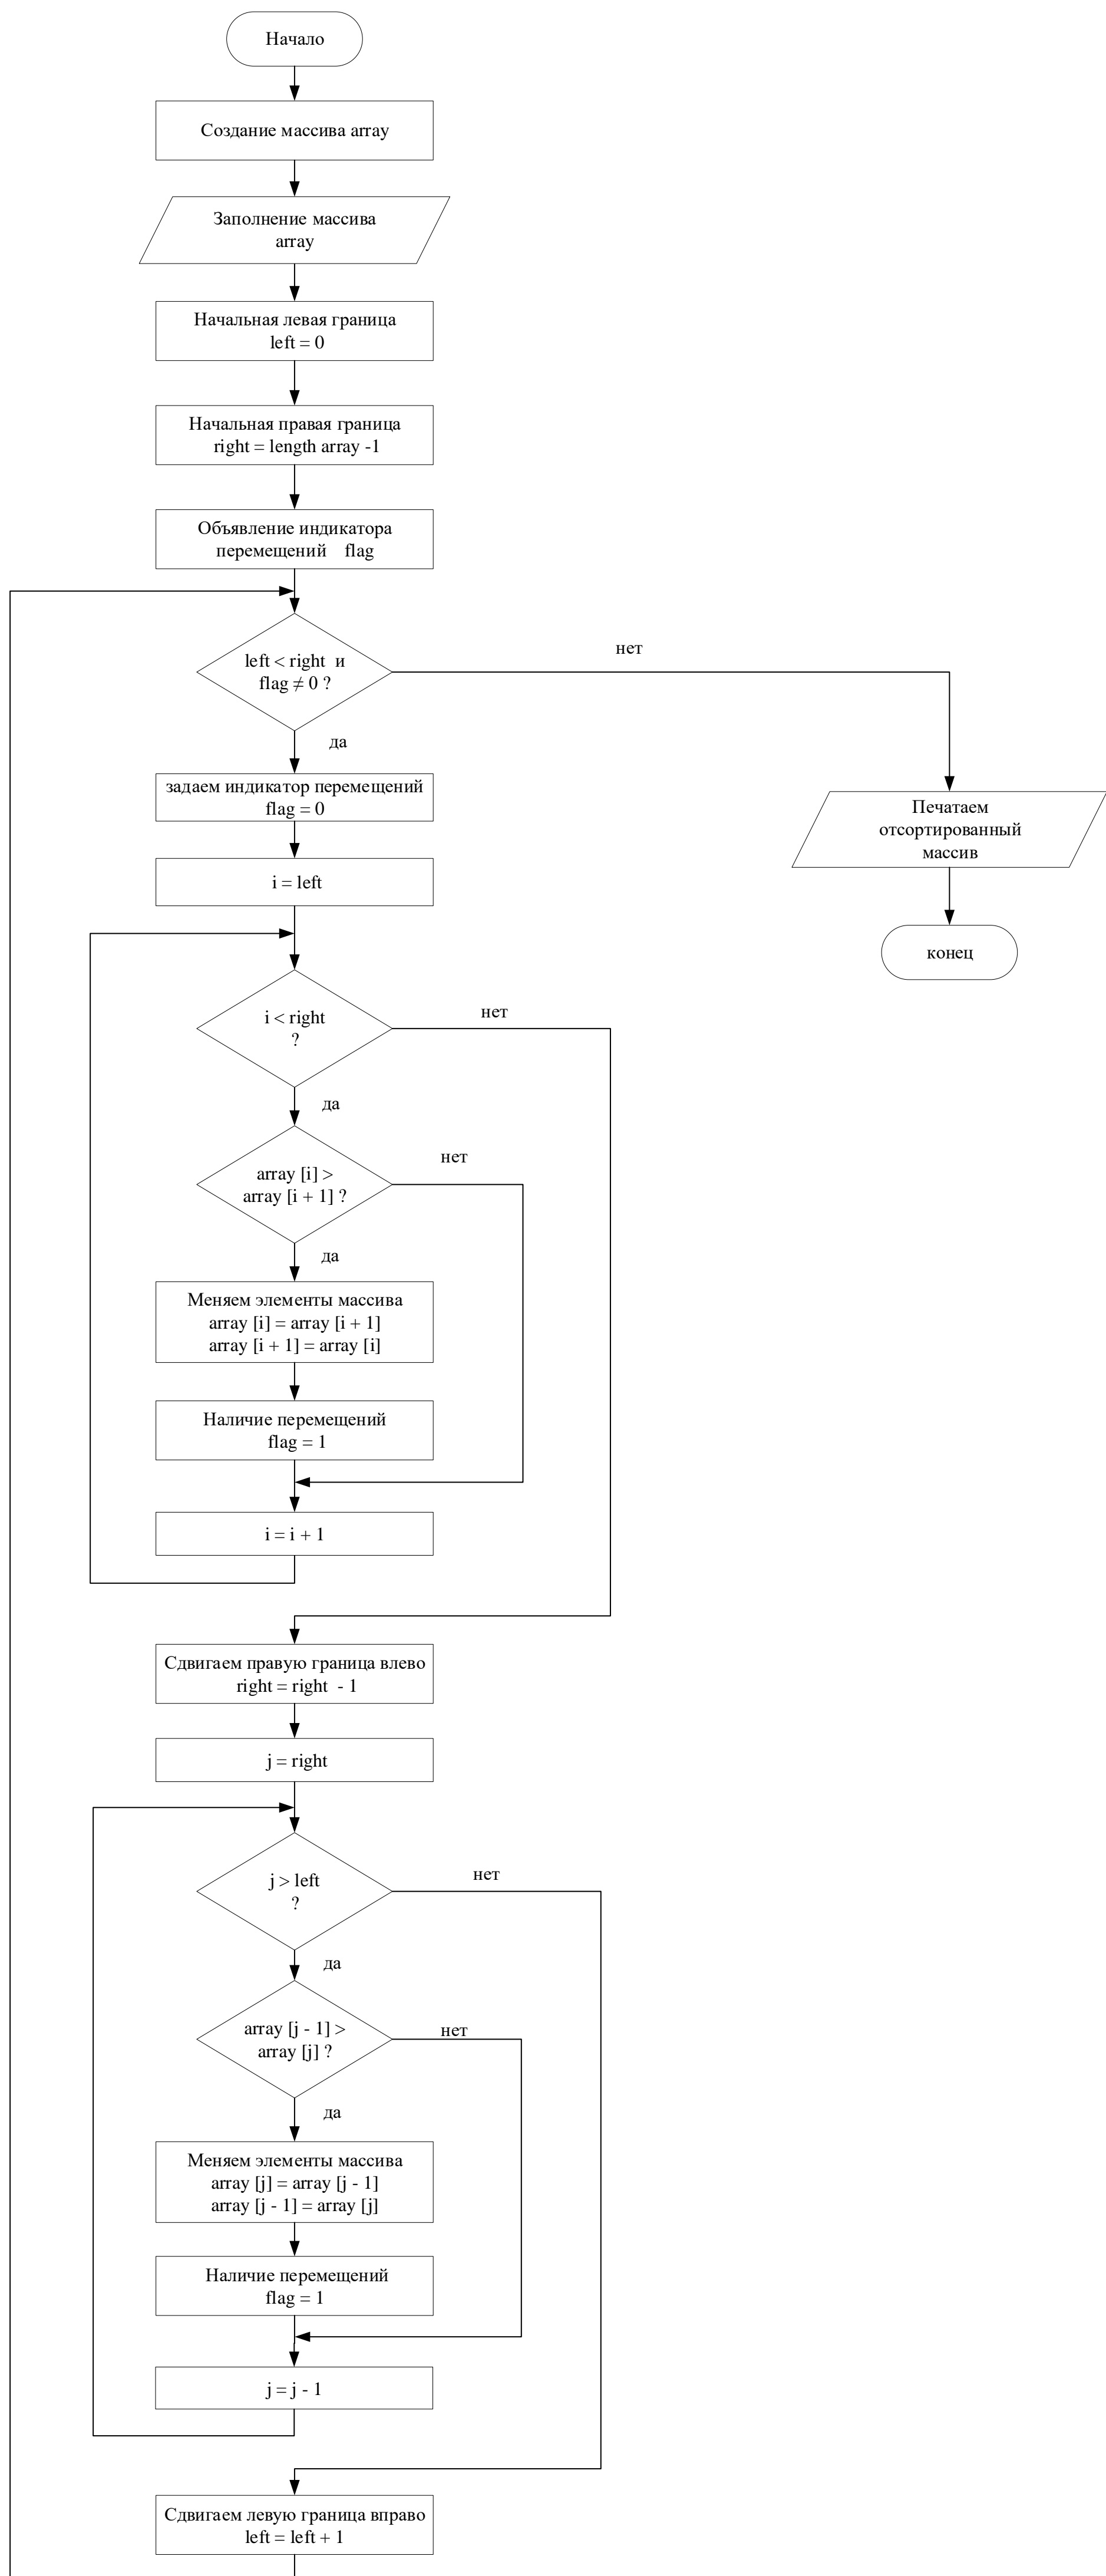 Начало
Создание массива array
Заполнение массива
array
Начальная левая граница
left = 0
Начальная правая граница
right = length array -1
Объявление индикатора
перемещений flag
left < right и
flag ≠ 0 ?
нет
да
задаем индикатор перемещений
flag = 0
Печатаем
отсортированный
массив
i = left
конец
i < right
?
нет
да
array [i] >
array [i + 1] ?
нет
да
Меняем элементы массива
array [i] = array [i + 1]
array [i + 1] = array [i]
Наличие перемещений
flag = 1
i = i + 1
Сдвигаем правую граница влево
right = right - 1
j = right
j > left
?
нет
да
array [j - 1] >
array [j] ?
нет
да
Меняем элементы массива
array [j] = array [j - 1]
array [j - 1] = array [j]
Наличие перемещений
flag = 1
j = j - 1
Сдвигаем левую граница вправо
left = left + 1